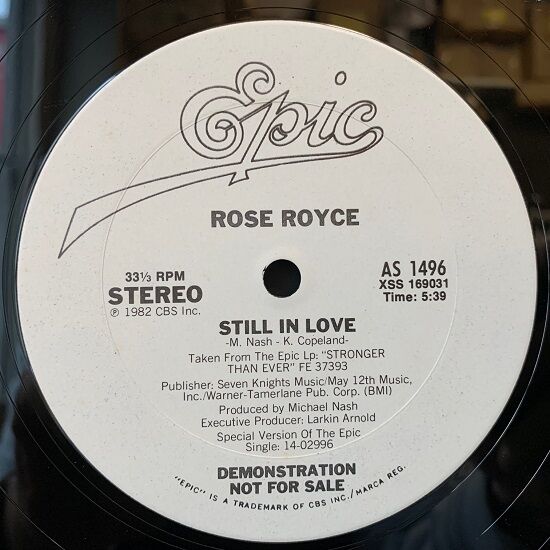 Epic
ROSE ROYCE
33⅓ RPM
STEREO
℗ 1982 CBS Inc.
AS 1496
XSS 169031
Time: 5:39
STILL IN LOVE
-M. Nash - K. Copeland-
Taken From The Epic Lp: "STRONGER
THAN EVER" FE 37393
Publisher: Seven Knights Music/May 12th Music,
Inc./Warner-Tamerlane Pub. Corp. (BMI)
Produced by Michael Nash
Executive Producer: Larkin Arnold
Special Version Of The Epic
Single: 14-02996
DEMONSTRATION
NOT FOR SALE
"EPIC" IS A TRADEMARK OF CBS INC./MARCA REG.